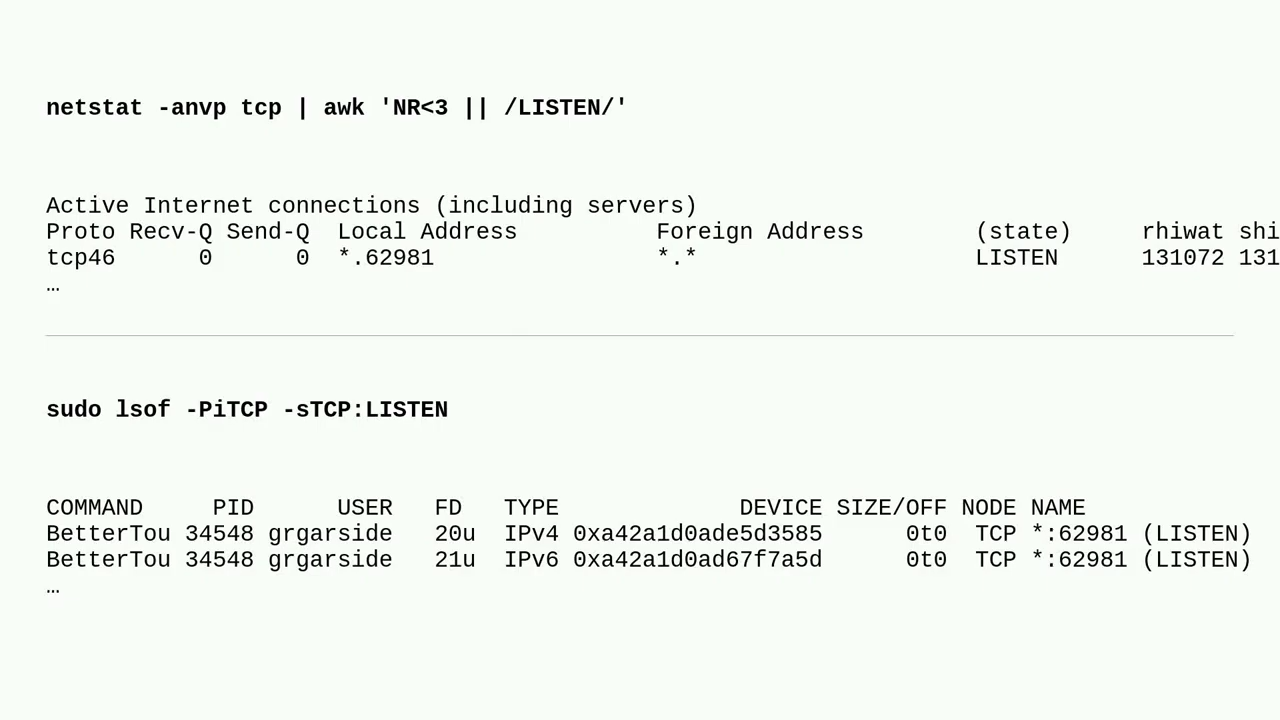 netstat -anvp tcp | awk 'NR<3 || /LISTEN/'
Active Internet connections (including servers)
Proto Recv-Q Send-Q  Local Address          Foreign Address        (state)     rhiwat shi
tcp46      0      0  *.62981                *.*                    LISTEN      131072 131
…
sudo lsof -PiTCP -sTCP:LISTEN
COMMAND     PID      USER   FD   TYPE             DEVICE SIZE/OFF NODE NAME
BetterTou 34548 grgarside   20u  IPv4 0xa42a1d0ade5d3585      0t0  TCP *:62981 (LISTEN)
BetterTou 34548 grgarside   21u  IPv6 0xa42a1d0ad67f7a5d      0t0  TCP *:62981 (LISTEN)
…